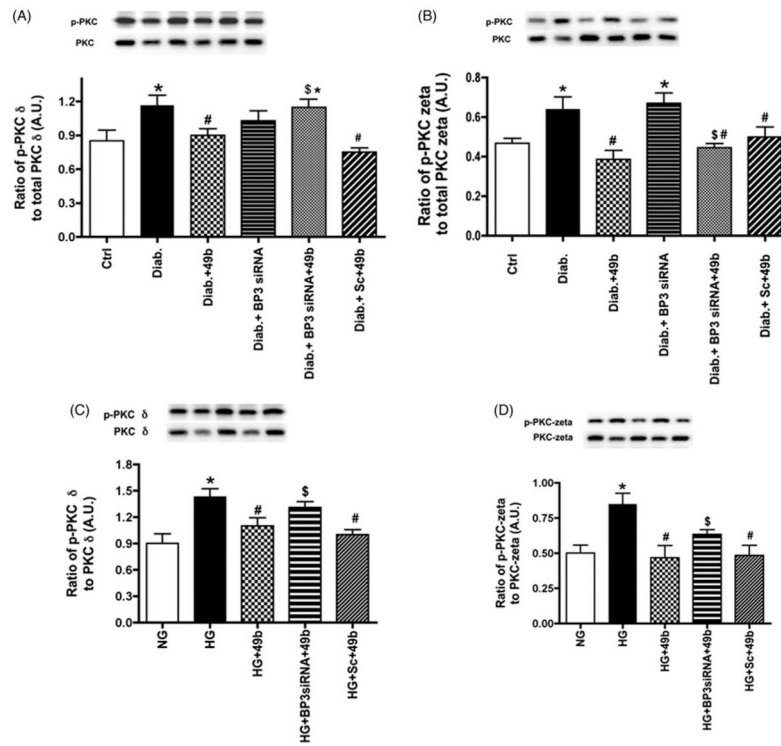 (A)
p-PKC
PKC
Ratio of p-PKC δ
to total PKC δ (A.U.)
1.2
0.9
0.6
0.3
0.0
*
#
$ *
#
Ctrl
Diab.
Diab.+49b
Diab.+ BP3 siRNA
Diab.+ BP3 siRNA+49b
Diab.+ Sc+49b
(B)
p-PKC
PKC
Ratio of p-PKC zeta
to total PKC zeta (A.U.)
0.8
0.6
0.4
0.2
0.0
*
#
*
$ #
#
Ctrl
Diab.
Diab.+49b
Diab.+ BP3 siRNA
Diab.+ BP3 siRNA+49b
Diab.+ Sc+49b
(C)
p-PKC δ
PKC δ
Ratio of p-PKC δ
to PKC δ (A.U.)
1.8
1.5
1.2
0.9
0.6
0.3
0.0
*
#
$
#
NG
HG
HG+49b
HG+BP3siRNA+49b
HG+Sc+49b
(D)
p-PKC-zeta
PKC-zeta
Ratio of p-PKC-zeta
to PKC-zeta (A.U.)
1.00
0.75
0.50
0.25
0.00
*
#
$
#
NG
HG
HG+49b
HG+BP3siRNA+49b
HG+Sc+49b